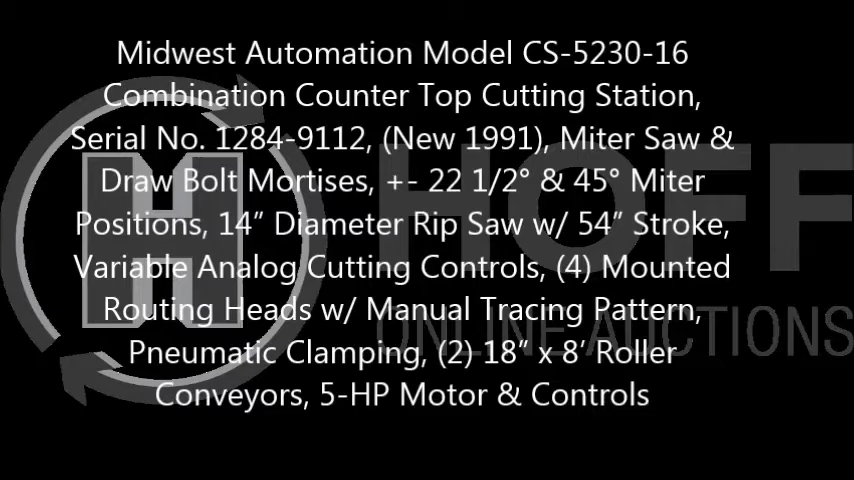 Midwest Automation Model CS-5230-16
Combination Counter Top Cutting Station,
Serial No. 1284-9112, (New 1991), Miter Saw &
Draw Bolt Mortises, +- 22 1/2° & 45° Miter
Positions, 14” Diameter Rip Saw w/ 54” Stroke,
Variable Analog Cutting Controls, (4) Mounted
Routing Heads w/ Manual Tracing Pattern,
Pneumatic Clamping, (2) 18” x 8’ Roller
Conveyors, 5-HP Motor & Controls
H HOFF
ONLINE AUCTIONS